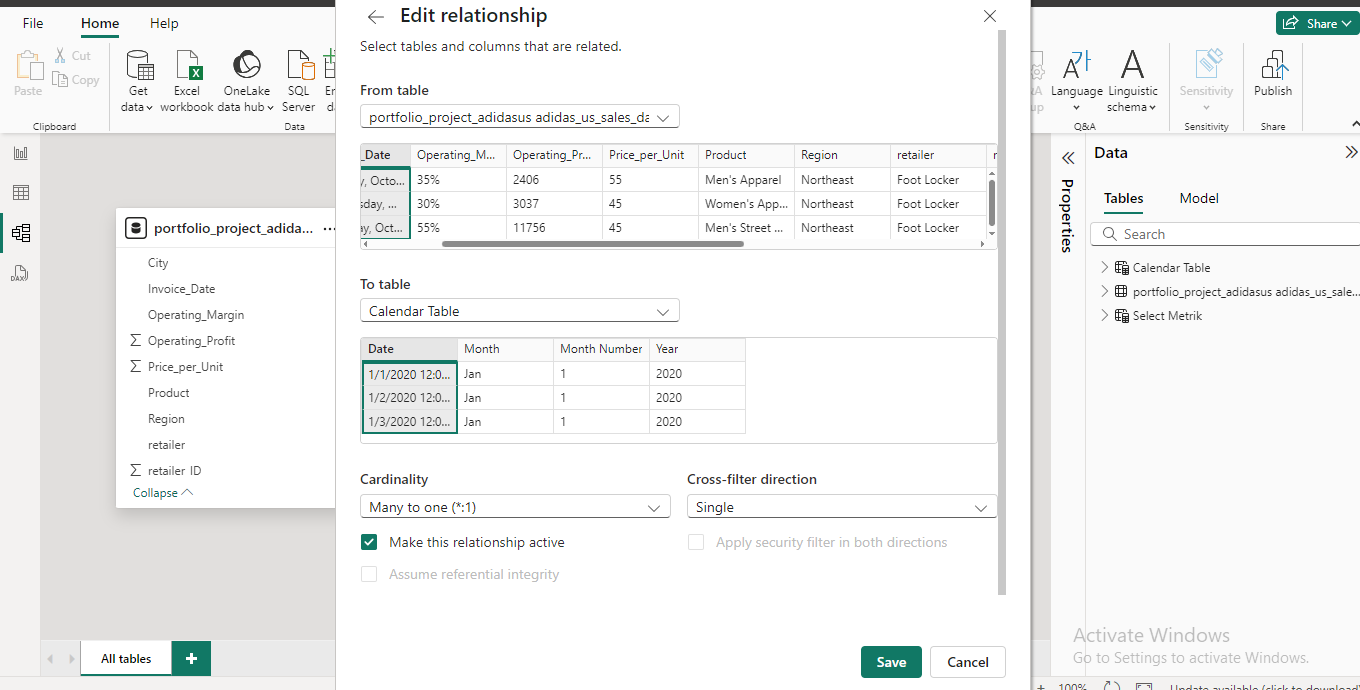 File Home Help
Share
Paste
Cut
Copy
Clipboard
Get data
Excel workbook
OneLake data hub
SQL Server
Data
Language
Linguistic schema
Q&A
Sensitivity
Sensitivity
Publish
Share
portfolio_project_adida... ...
City
Invoice_Date
Operating_Margin
Operating_Profit
Price_per_Unit
Product
Region
retailer
retailer_ID
Collapse
All tables
Edit relationship
Select tables and columns that are related.
From table
portfolio_project_adidasus adidas_us_sales_da
_Date Operating_M... Operating_Pr... Price_per_Unit Product Region retailer
, Octo... 35% 2406 55 Men's Apparel Northeast Foot Locker
sday, ... 30% 3037 45 Women's App... Northeast Foot Locker
ay, Oct... 55% 11756 45 Men's Street ... Northeast Foot Locker
To table
Calendar Table
Date Month Month Number Year
1/1/2020 12:0... Jan 1 2020
1/2/2020 12:0... Jan 1 2020
1/3/2020 12:0... Jan 1 2020
Cardinality
Many to one (*:1)
Cross-filter direction
Single
Make this relationship active
Apply security filter in both directions
Assume referential integrity
Save Cancel
Properties
Data
Tables Model
Search
Calendar Table
portfolio_project_adidasus adidas_us_sale...
Select Metrik
Activate Windows
Go to Settings to activate Windows.
100%
Update available (click to download)